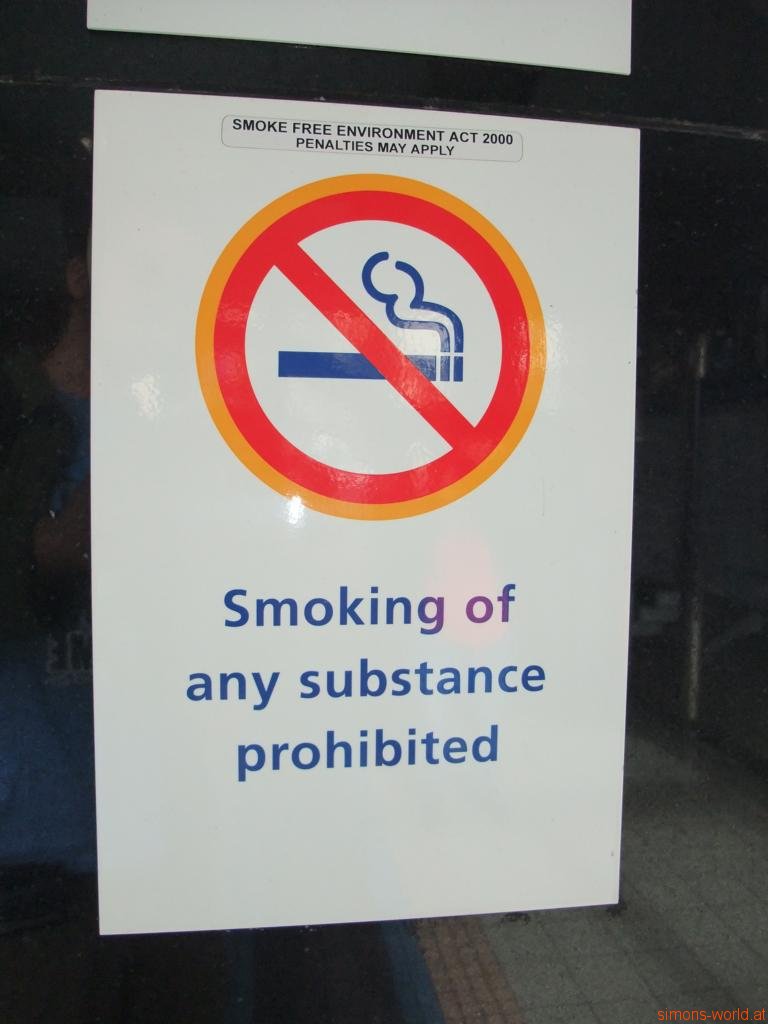 SMOKE FREE ENVIRONMENT ACT 2000
PENALTIES MAY APPLY
Smoking of
any substance
prohibited
simons-world.at